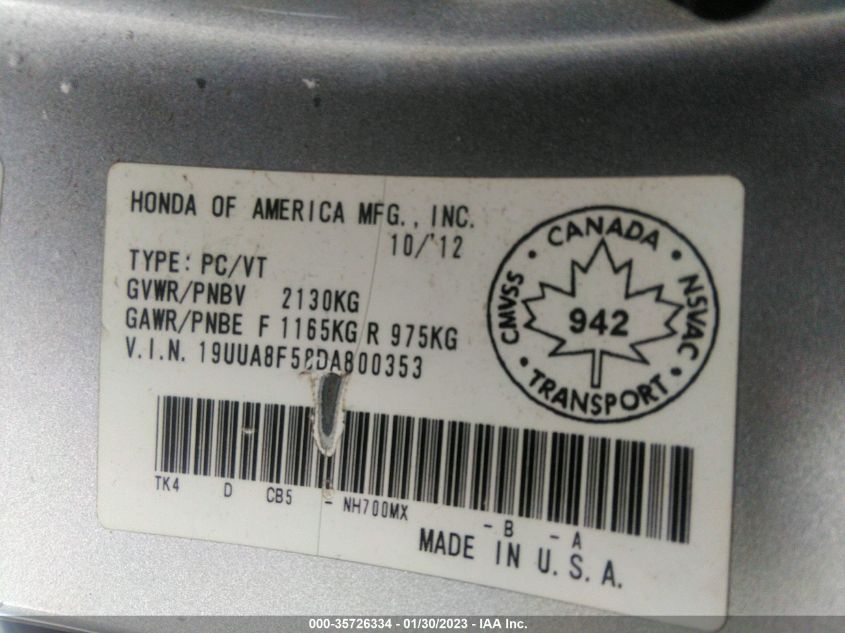 HONDA OF AMERICA MFG., INC.
10/'12
TYPE: PC/VT
GVWR/PNBV 2130KG
GAWR/PNBE F 1165KG R 975KG
V.I.N.
CANADA
CMVSS
942
NSVAC
TRANSPORT
TK4 D CB5 - NH700MX - B - A
MADE IN U.S.A.
000-35726334 - 01/30/2023 - IAA Inc.